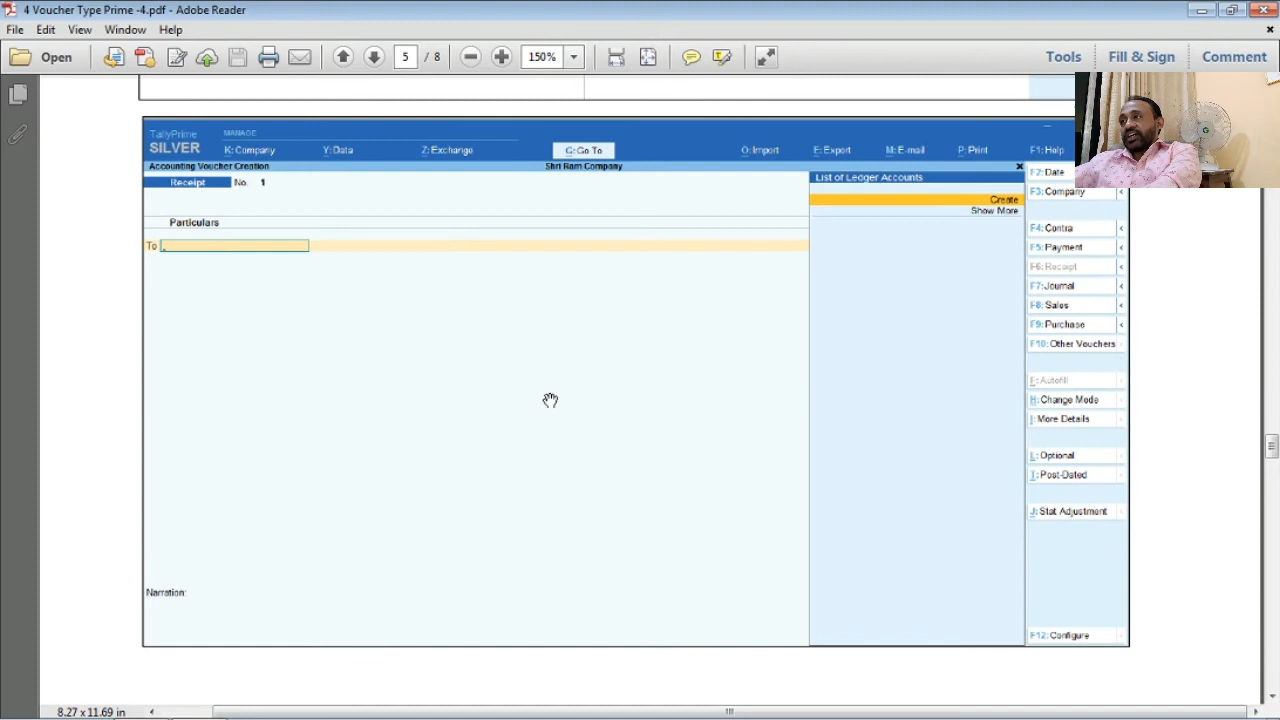 4 Voucher Type Prime -4.pdf - Adobe Reader
File Edit View Window Help
Open 5 / 8 150% Tools Fill & Sign Comment
TallyPrime MANAGE
SILVER K: Company Y: Data Z: Exchange G: Go To O: Import E: Export M: E-mail P: Print F1: Help
Accounting Voucher Creation Shri Ram Company
Receipt No. 1
List of Ledger Accounts
Create
Show More
Particulars
To
F2: Date
F3: Company
F4: Contra
F5: Payment
F6: Receipt
F7: Journal
F8: Sales
F9: Purchase
F10: Other Vouchers
E: Autofill
H: Change Mode
I: More Details
L: Optional
T: Post-Dated
J: Stat Adjustment
Narration:
F12: Configure
8.27 x 11.69 in